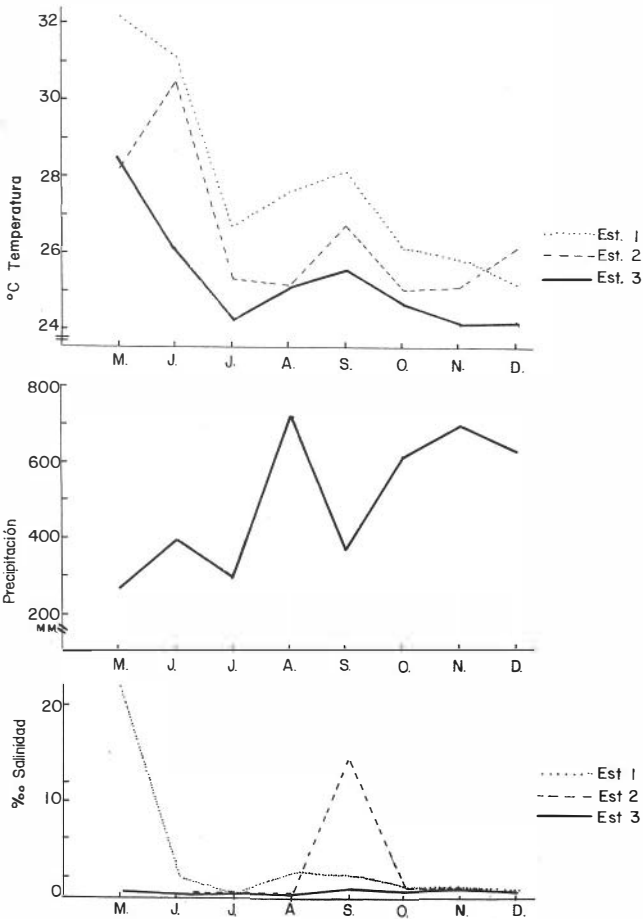 32
30
28
26
24
°C Temperatura
M. J. J. A. S. O. N. D.
Est. 1
Est. 2
Est. 3
800
600
400
200
MM
Precipitación
M. J. J. A. S. O. N. D.
20
10
0
‰ Salinidad
M. J. J. A. S. O. N. D.
Est 1
Est 2
Est 3